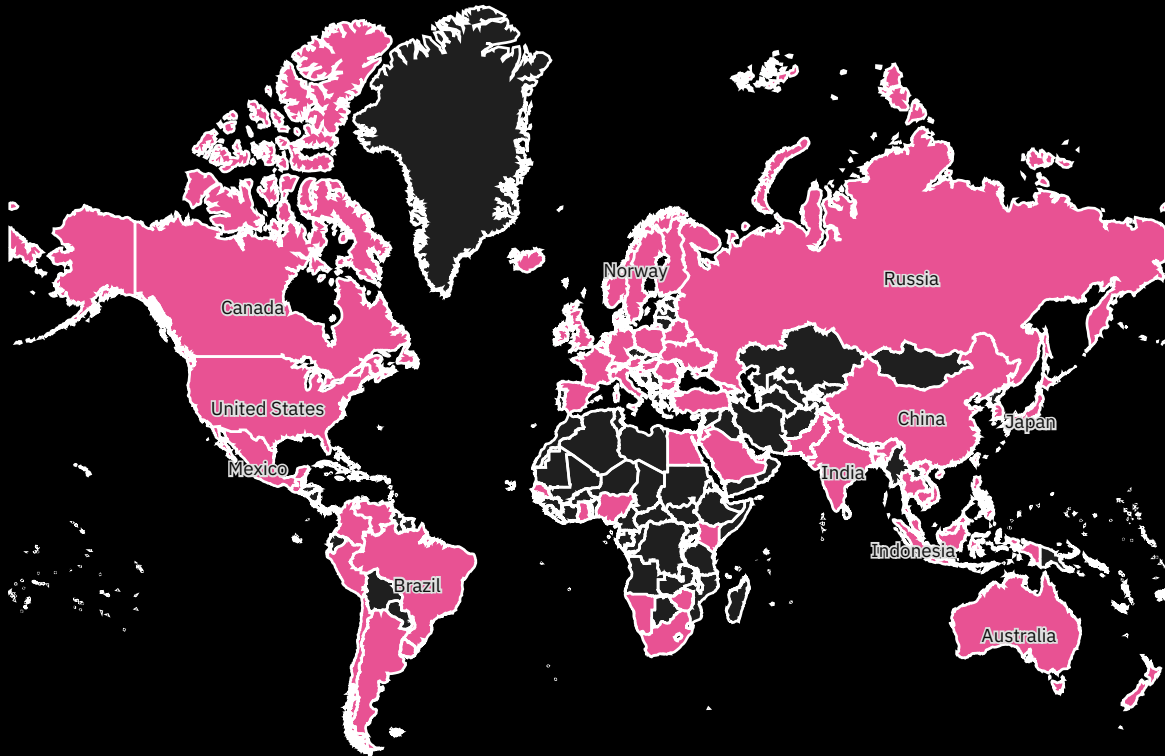 Norway
Russia
Canada
United States
China
Japan
Mexico
India
Indonesia
Brazil
Australia